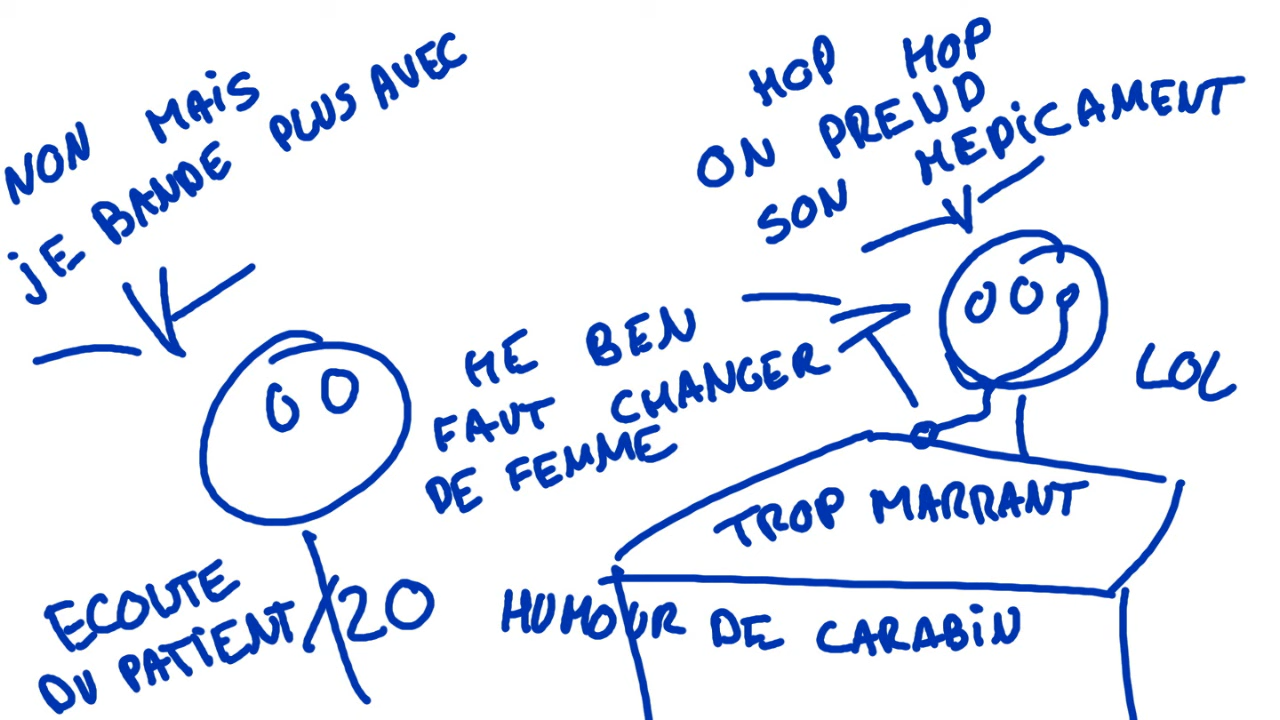 NON MAiS
jE BANDE PLUS AVEC
HOP HOP
ON PREND
SON MEDiCAMENT
HE BEN
FAUT CHANGER
DE FEMME
LOL
TROP MARRANT
ECOUTE
DU PATiENT /20
HUMOUR DE CARABiN